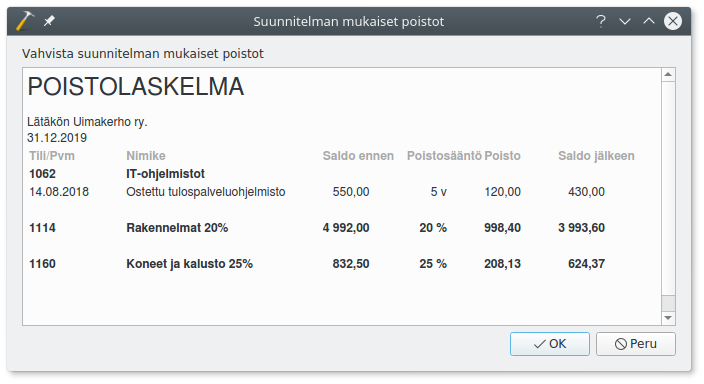 Suunnitelman mukaiset poistot
Vahvista suunnitelman mukaiset poistot
POISTOLASKELMA
Lätäkön Uimakerho ry.
31.12.2019
Tili/Pvm Nimike Saldo ennen Poistosääntö Poisto Saldo jälkeen
1062 IT-ohjelmistot
14.08.2018 Ostettu tulospalveluohjelmisto 550,00 5 v 120,00 430,00
1114 Rakennelmat 20% 4 992,00 20 % 998,40 3 993,60
1160 Koneet ja kalusto 25% 832,50 25 % 208,13 624,37
OK Peru